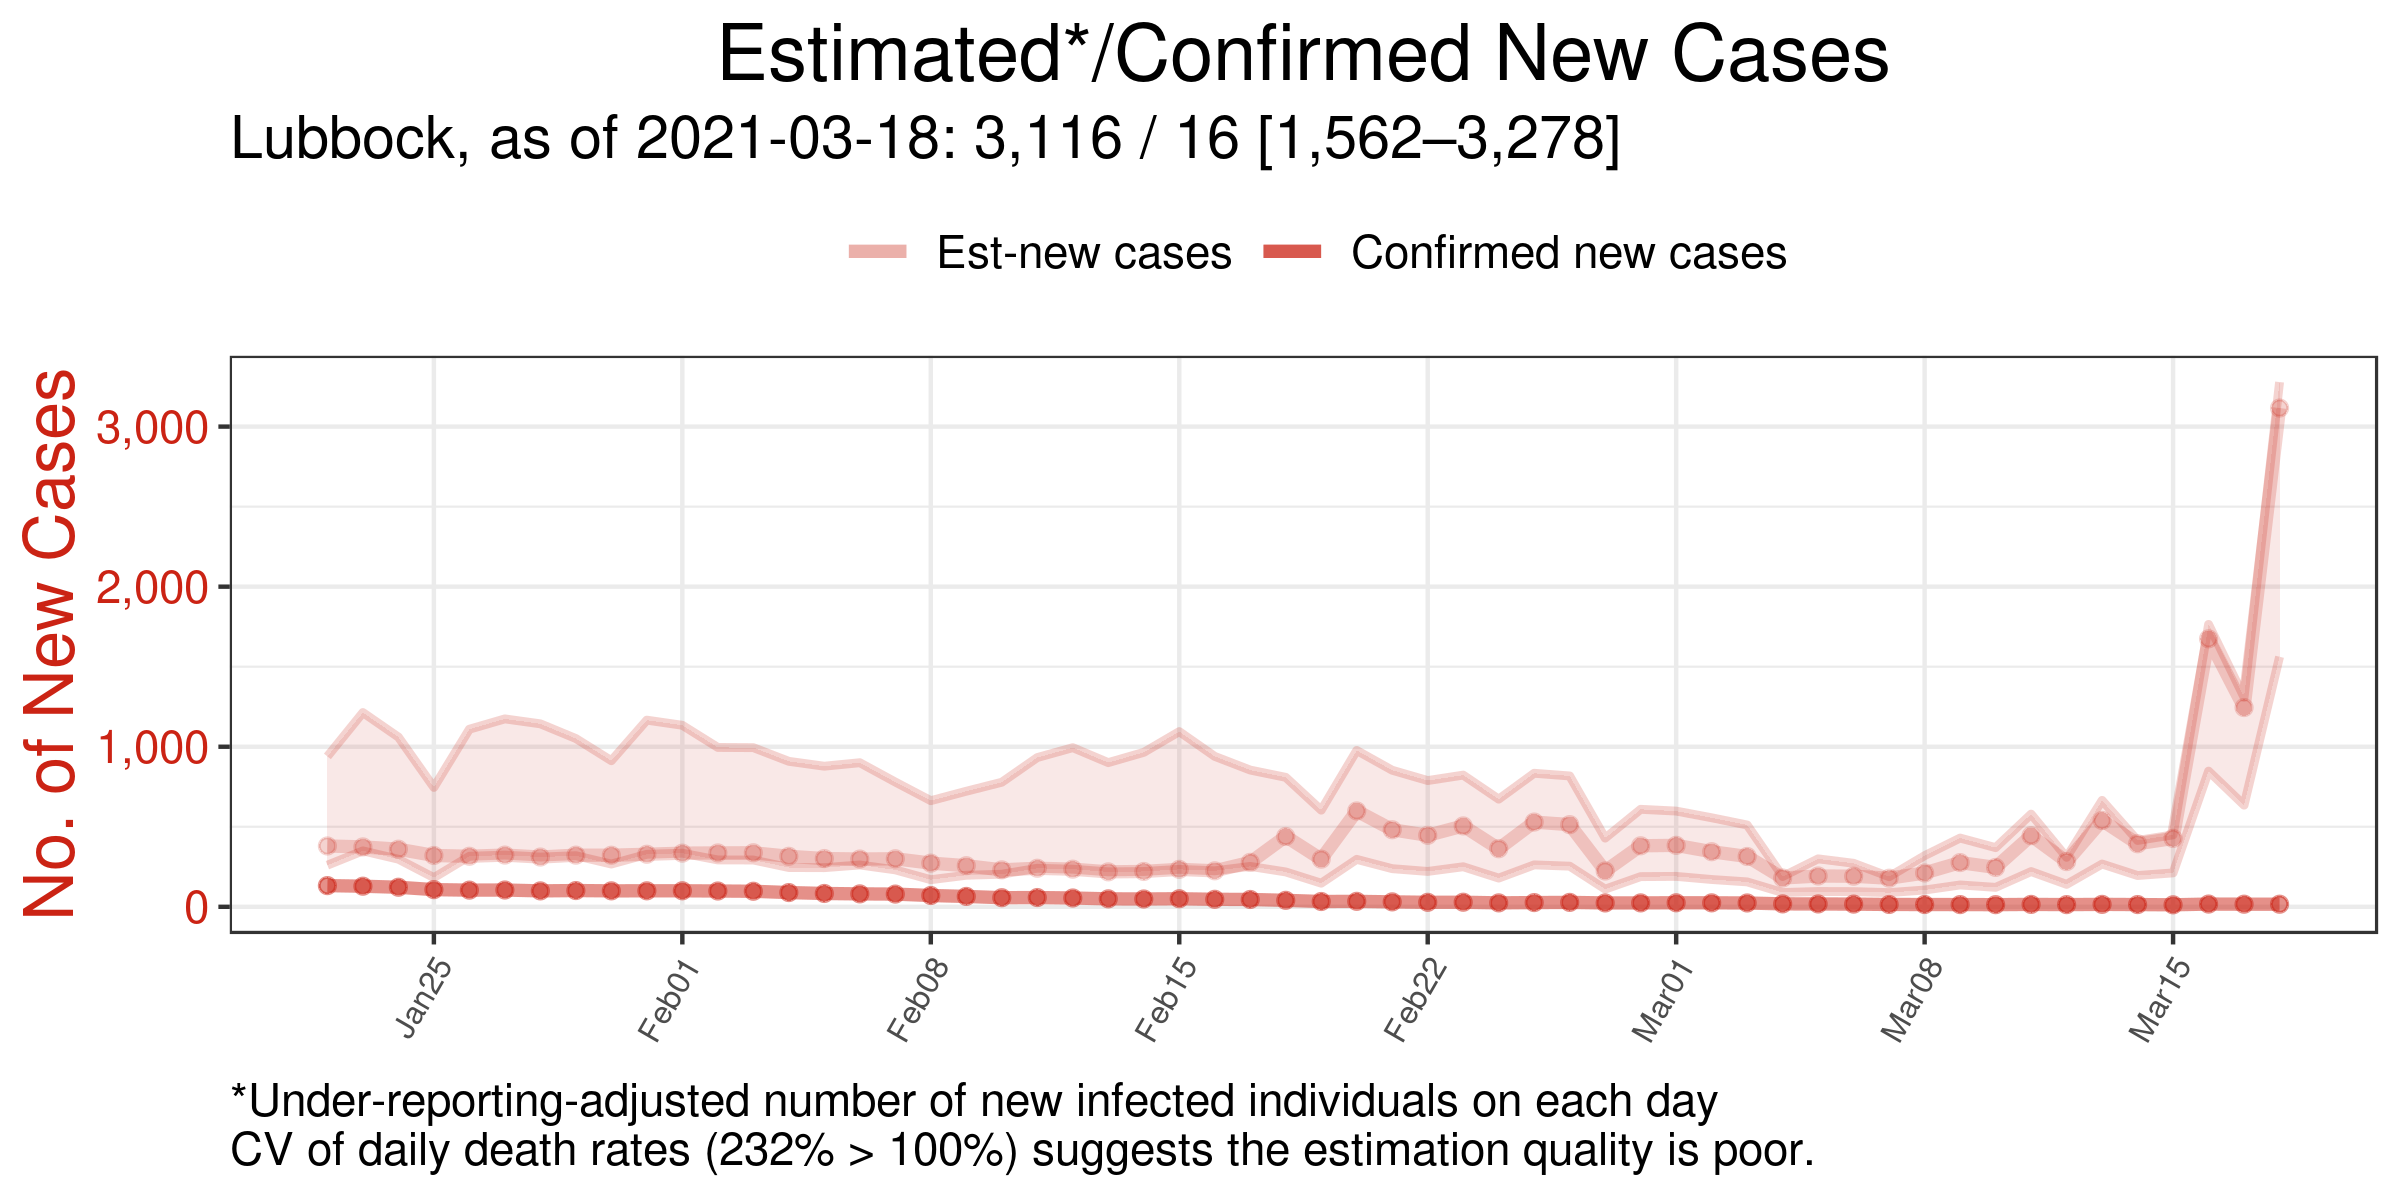 Estimated*/Confirmed New Cases
Lubbock, as of 2021-03-18: 3,116 / 16 [1,562–3,278]
Est-new cases Confirmed new cases
No. of New Cases
3,000
2,000
1,000
0
Jan25 Feb01 Feb08 Feb15 Feb22 Mar01 Mar08 Mar15
*Under-reporting-adjusted number of new infected individuals on each day
CV of daily death rates (232% > 100%) suggests the estimation quality is poor.